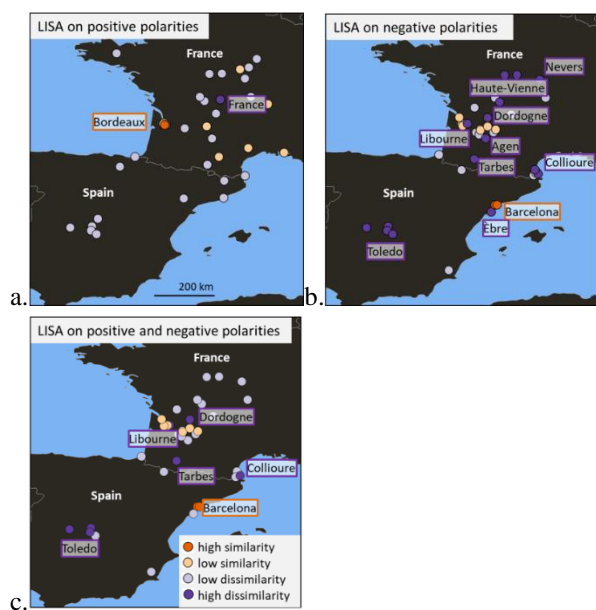 LISA on positive polarities
France
France
Bordeaux
Spain
200 km
a.
LISA on negative polarities
France
Nevers
Haute-Vienne
Dordogne
Libourne
Agen
Tarbes
Collioure
Spain
Barcelona
Ebre
Toledo
b.
LISA on positive and negative polarities
France
Dordogne
Libourne
Tarbes
Collioure
Spain
Barcelona
Toledo
high similarity
low similarity
low dissimilarity
high dissimilarity
c.